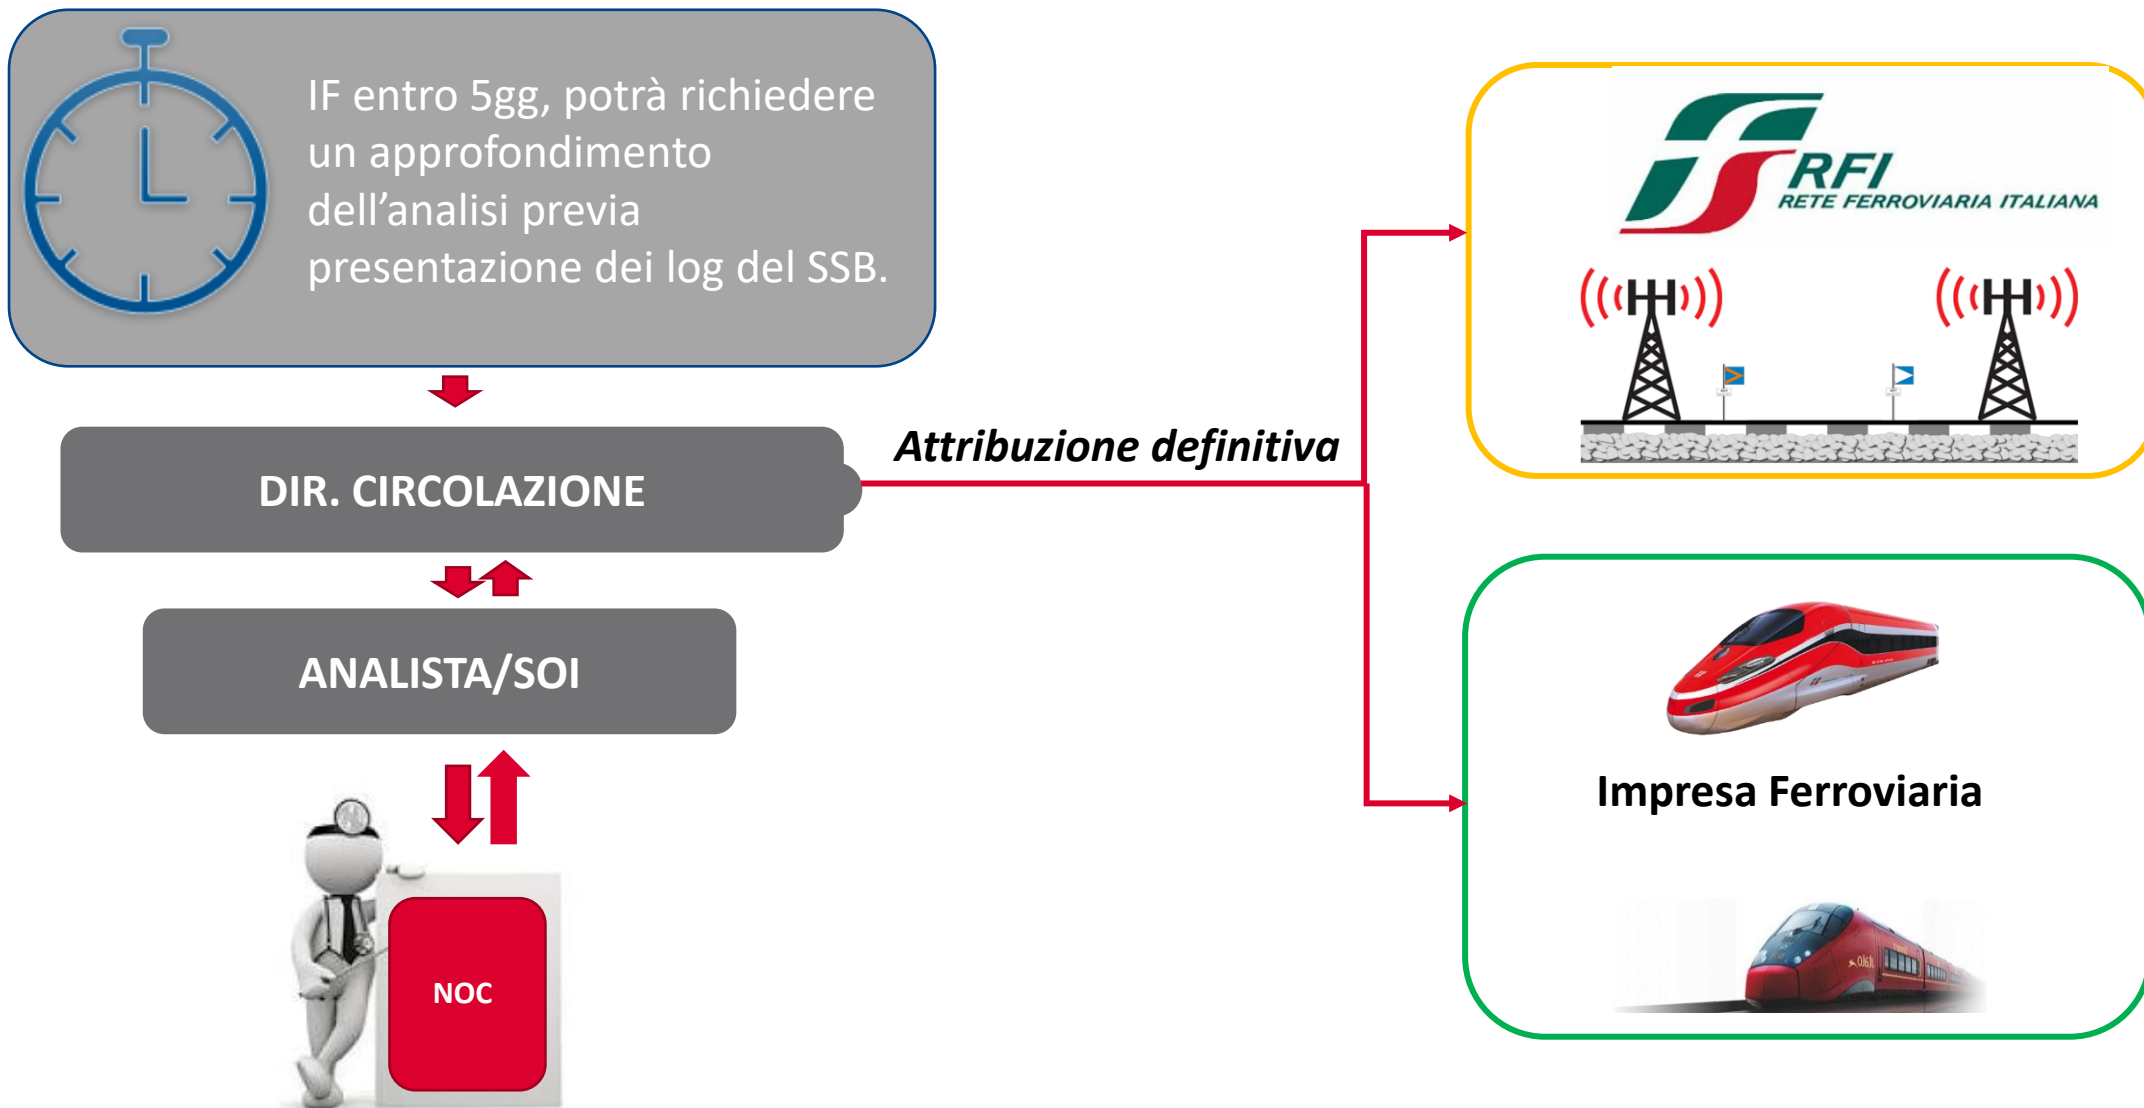 IF entro 5gg, potrà richiedere
un approfondimento
dell’analisi previa
presentazione dei log del SSB.
RFI
RETE FERROVIARIA ITALIANA
DIR. CIRCOLAZIONE
Attribuzione definitiva
ANALISTA/SOI
Impresa Ferroviaria
NOC